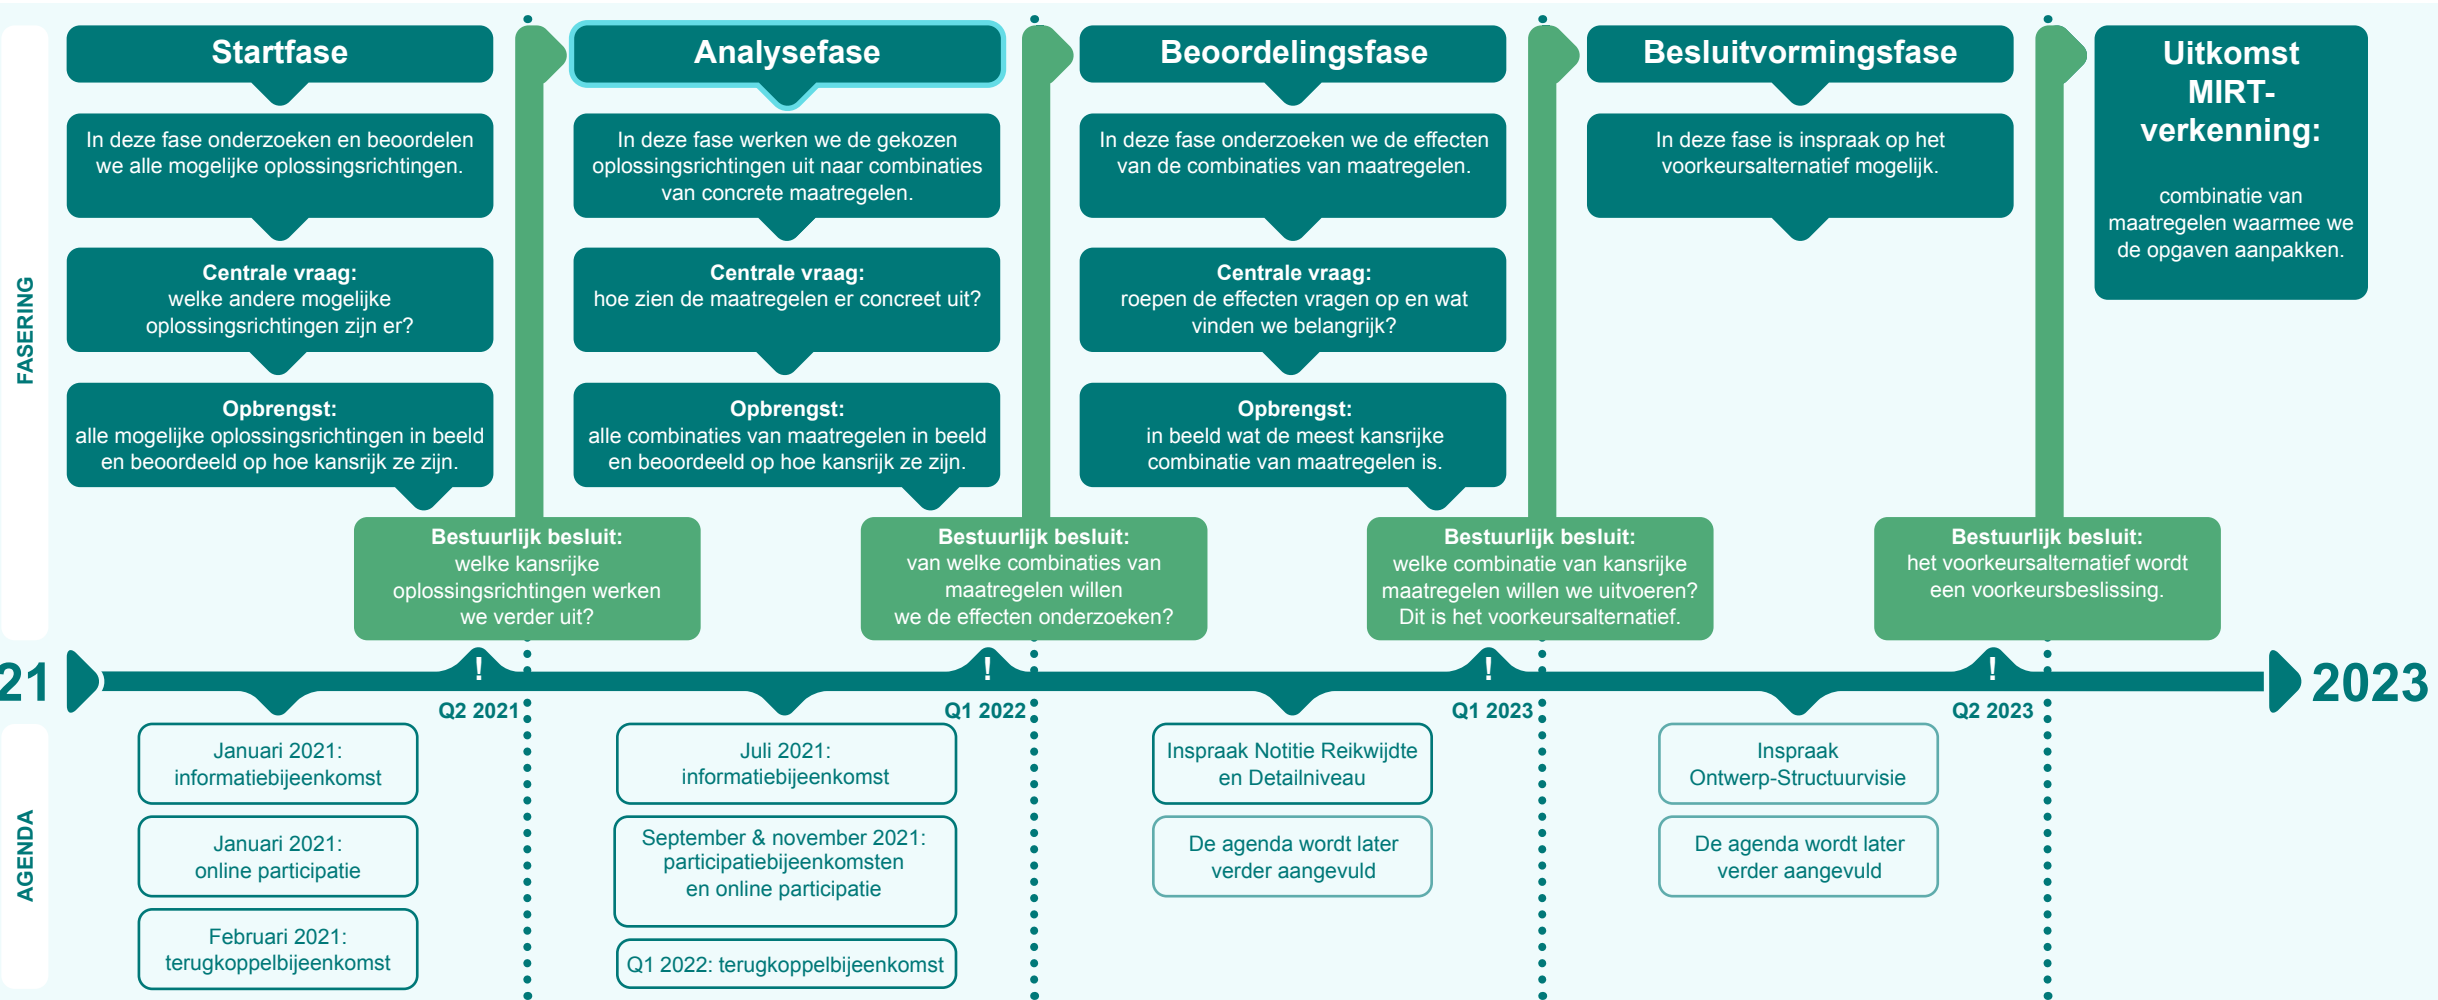 FASERING
Startfase
In deze fase onderzoeken en beoordelen
we alle mogelijke oplossingsrichtingen.
Centrale vraag:
welke andere mogelijke
oplossingsrichtingen zijn er?
Opbrengst:
alle mogelijke oplossingsrichtingen in beeld
en beoordeeld op hoe kansrijk ze zijn.
Bestuurlijk besluit:
welke kansrijke
oplossingsrichtingen werken
we verder uit?
Analysefase
In deze fase werken we de gekozen
oplossingsrichtingen uit naar combinaties
van concrete maatregelen.
Centrale vraag:
hoe zien de maatregelen er concreet uit?
Opbrengst:
alle combinaties van maatregelen in beeld
en beoordeeld op hoe kansrijk ze zijn.
Bestuurlijk besluit:
van welke combinaties van
maatregelen willen
we de effecten onderzoeken?
Beoordelingsfase
In deze fase onderzoeken we de effecten
van de combinaties van maatregelen.
Centrale vraag:
roepen de effecten vragen op en wat
vinden we belangrijk?
Opbrengst:
in beeld wat de meest kansrijke
combinatie van maatregelen is.
Bestuurlijk besluit:
welke combinatie van kansrijke
maatregelen willen we uitvoeren?
Dit is het voorkeursalternatief.
Besluitvormingsfase
In deze fase is inspraak op het
voorkeursalternatief mogelijk.
Bestuurlijk besluit:
het voorkeursalternatief wordt
een voorkeursbeslissing.
Uitkomst
MIRT-
verkenning:
combinatie van
maatregelen waarmee we
de opgaven aanpakken.
21
!
Q2 2021
!
Q1 2022
!
Q1 2023
!
Q2 2023
2023
AGENDA
Januari 2021:
informatiebijeenkomst
Januari 2021:
online participatie
Februari 2021:
terugkoppelbijeenkomst
Juli 2021:
informatiebijeenkomst
September & november 2021:
participatiebijeenkomsten
en online participatie
Q1 2022: terugkoppelbijeenkomst
Inspraak Notitie Reikwijdte
en Detailniveau
De agenda wordt later
verder aangevuld
Inspraak
Ontwerp-Structuurvisie
De agenda wordt later
verder aangevuld